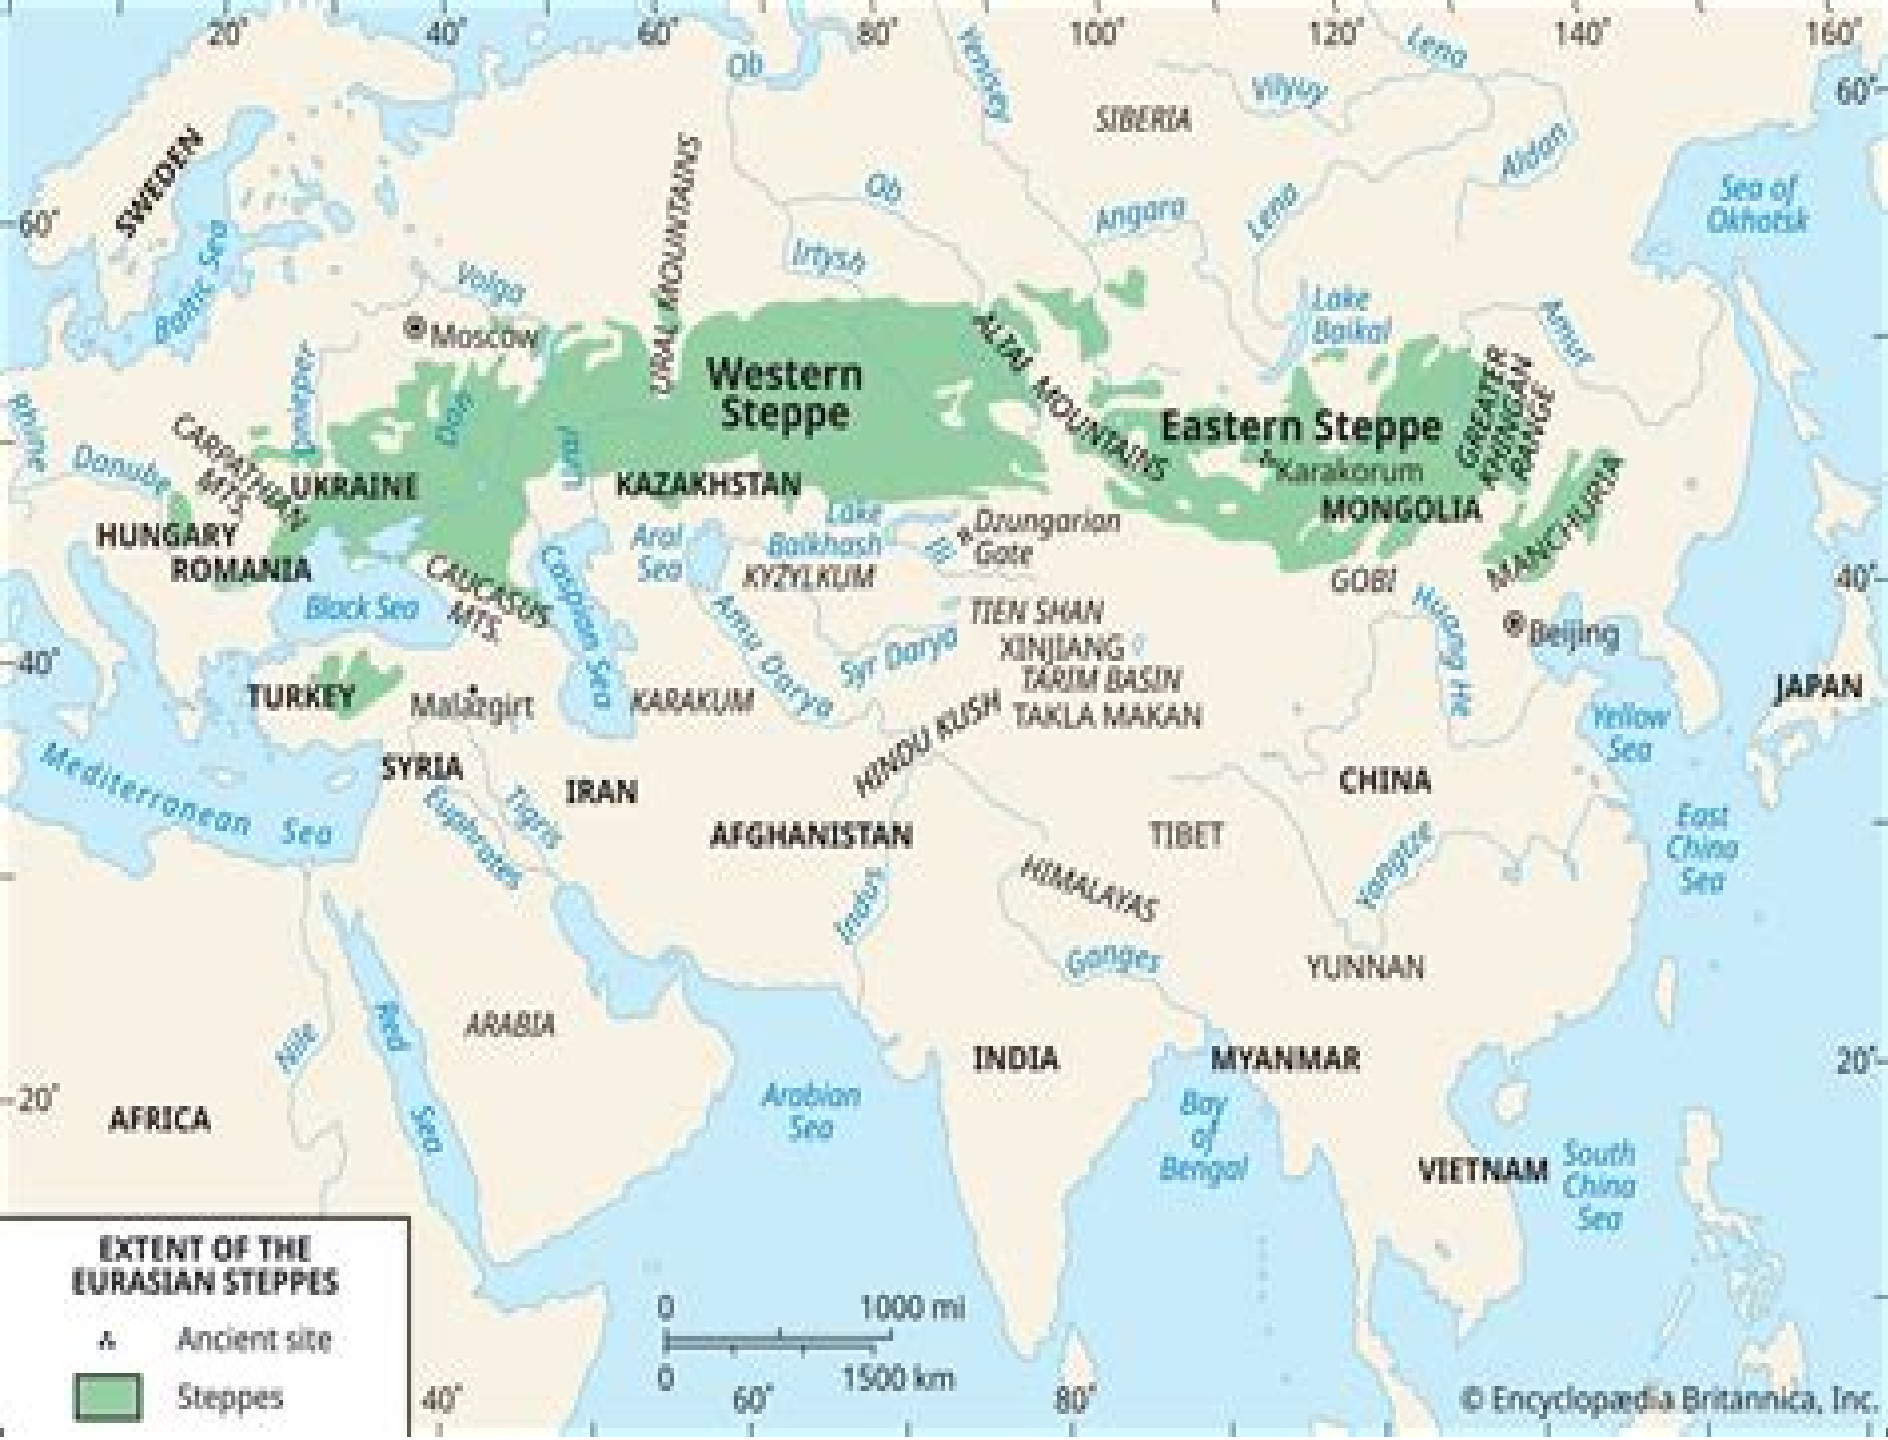 20°
40°
60°
80°
100°
120°
140°
160°
Ob
Yenisey
Lena
Vilyuy
60°
SIBERIA
Aldan
SWEDEN
URAL MOUNTAINS
Ob
Angara
Lena
Sea of
Okhotsk
60°
Baltic Sea
Irtysh
Volga
Lake
Baikal
Amur
Moscow
Dnieper
Don
Western
Steppe
ALTAI MOUNTAINS
Eastern Steppe
GREATER
KHINGAN
RANGE
Rhine
Danube
CARPATHIAN
MTS.
Ural
Karakorum
UKRAINE
KAZAKHSTAN
MONGOLIA
MANCHURIA
HUNGARY
ROMANIA
Aral
Sea
Lake
Balkhash
Dzungarian
Gate
KYZYLKUM
GOBI
40°
CAUCASUS
MTS.
Caspian Sea
Black Sea
Amu Darya
Syr Darya
TIEN SHAN
XINJIANG
TARIM BASIN
TAKLA MAKAN
Huang He
Beijing
40°
TURKEY
Malazgirt
KARAKUM
HINDU KUSH
JAPAN
Yellow
Sea
Mediterranean Sea
SYRIA
IRAN
CHINA
Euphrates
Tigris
AFGHANISTAN
TIBET
Yangtze
East
China
Sea
Indus
HIMALAYAS
Ganges
YUNNAN
Nile
Red Sea
ARABIA
INDIA
MYANMAR
20°
20°
AFRICA
Arabian
Sea
Bay
of
Bengal
VIETNAM
South
China
Sea
EXTENT OF THE
EURASIAN STEPPES
Ancient site
Steppes
0
1000 mi
0
1500 km
40°
60°
80°
© Encyclopædia Britannica, Inc.